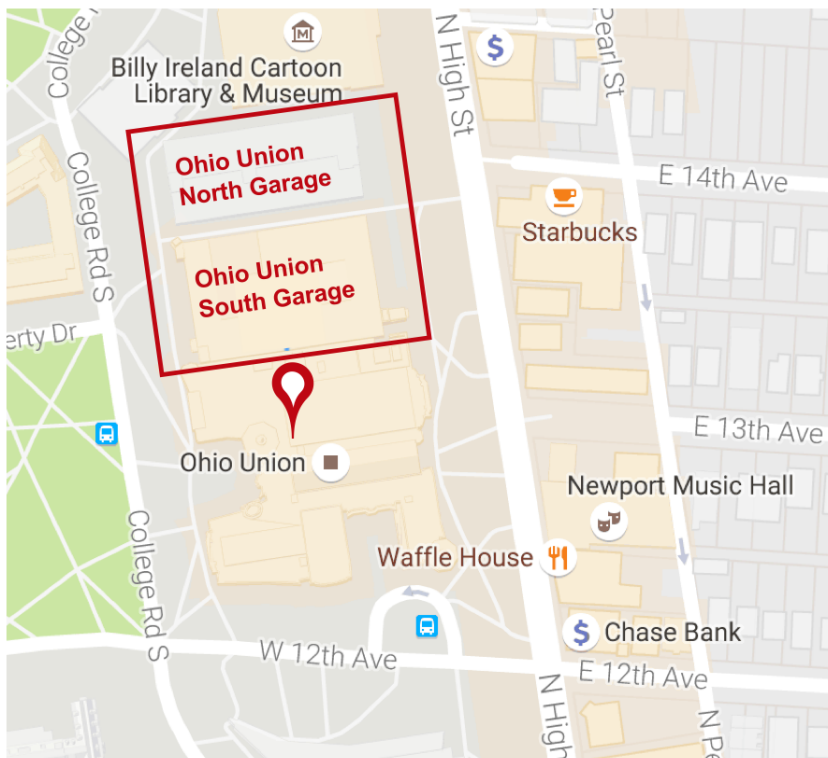 College R
Billy Ireland Cartoon
Library & Museum
M
$
N High St
Pearl St
Ohio Union
North Garage
E 14th Ave
Starbucks
College Rd S
Ohio Union
South Garage
erty Dr
E 13th Ave
Ohio Union
Newport Music Hall
Waffle House
College Rd S
$ Chase Bank
W 12th Ave
E 12th Ave
N High
N Pe